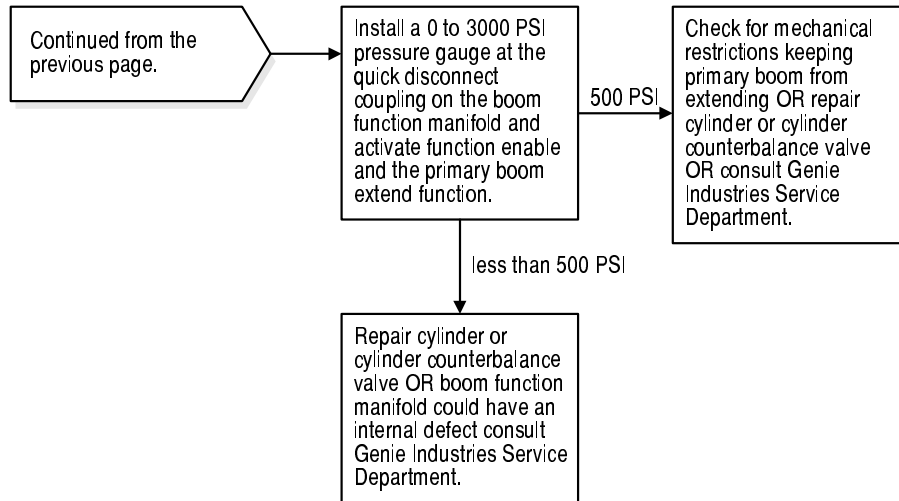 Continued from the
previous page.
Install a 0 to 3000 PSI
pressure gauge at the
quick disconnect
coupling on the boom
function manifold and
activate function enable
and the primary boom
extend function.
500 PSI
Check for mechanical
restrictions keeping
primary boom from
extending OR repair
cylinder or cylinder
counterbalance valve
OR consult Genie
Industries Service
Department.
less than 500 PSI
Repair cylinder or
cylinder counterbalance
valve OR boom function
manifold could have an
internal defect consult
Genie Industries Service
Department.